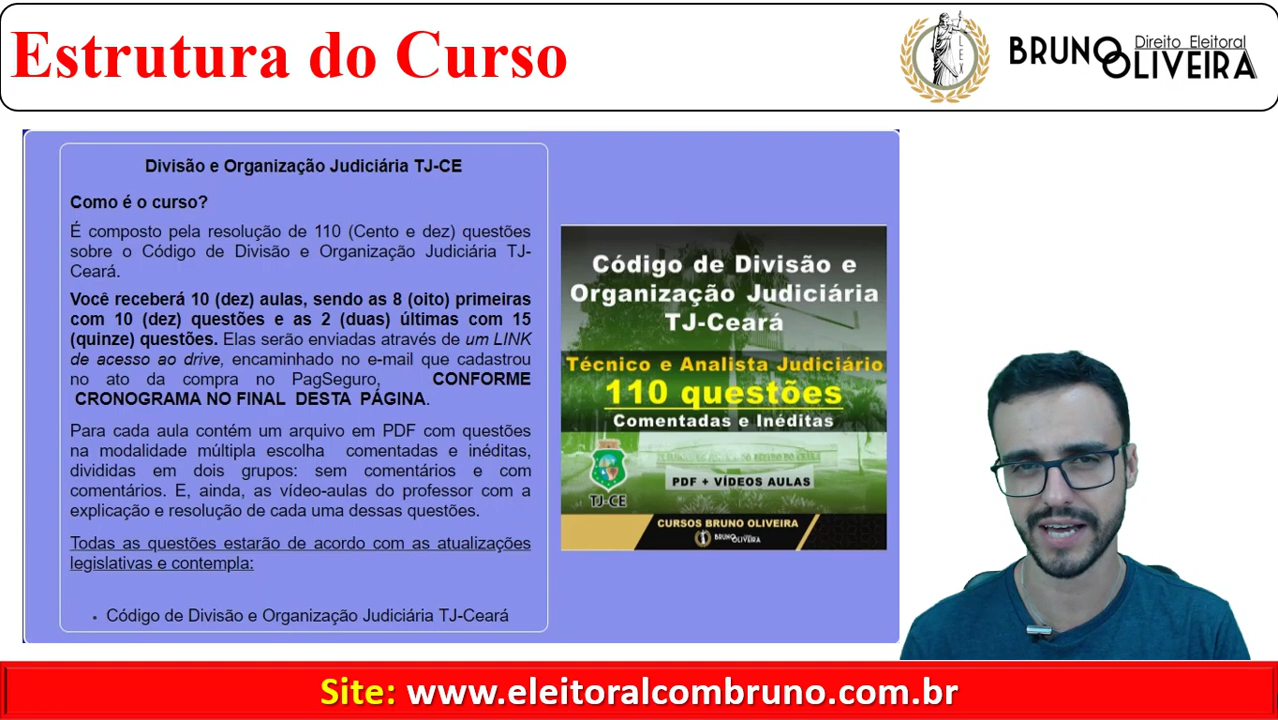 Estrutura do Curso
LEX
BRUNO
Direito Eleitoral
OLIVEIRA
Divisão e Organização Judiciária TJ-CE
Como é o curso?
É composto pela resolução de 110 (Cento e dez) questões
sobre o Código de Divisão e Organização Judiciária TJ-
Ceará.
Você receberá 10 (dez) aulas, sendo as 8 (oito) primeiras
com 10 (dez) questões e as 2 (duas) últimas com 15
(quinze) questões. Elas serão enviadas através de um LINK
de acesso ao drive, encaminhado no e-mail que cadastrou
no ato da compra no PagSeguro, CONFORME
CRONOGRAMA NO FINAL DESTA PÁGINA.
Para cada aula contém um arquivo em PDF com questões
na modalidade múltipla escolha comentadas e inéditas,
divididas em dois grupos: sem comentários e com
comentários. E, ainda, as vídeo-aulas do professor com a
explicação e resolução de cada uma dessas questões.
Todas as questões estarão de acordo com as atualizações
legislativas e contempla:
• Código de Divisão e Organização Judiciária TJ-Ceará
Código de Divisão e
Organização Judiciária
TJ-Ceará
Técnico e Analista Judiciário
110 questões
Comentadas e Inéditas
PDF + VÍDEOS AULAS
TJ-CE
CURSOS BRUNO OLIVEIRA
BRUNO
OLIVEIRA
Site: www.eleitoralcombruno.com.br